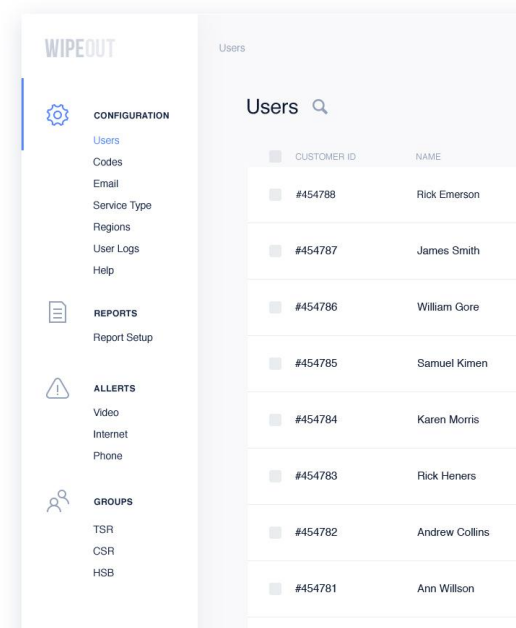 WIPEOUT
CONFIGURATION
Users
Codes
Email
Service Type
Regions
User Logs
Help
REPORTS
Report Setup
ALLERTS
Video
Internet
Phone
GROUPS
TSR
CSR
HSB
Users
Users
CUSTOMER ID NAME
#454788 Rick Emerson
#454787 James Smith
#454786 William Gore
#454785 Samuel Kimen
#454784 Karen Morris
#454783 Rick Heners
#454782 Andrew Collins
#454781 Ann Willson